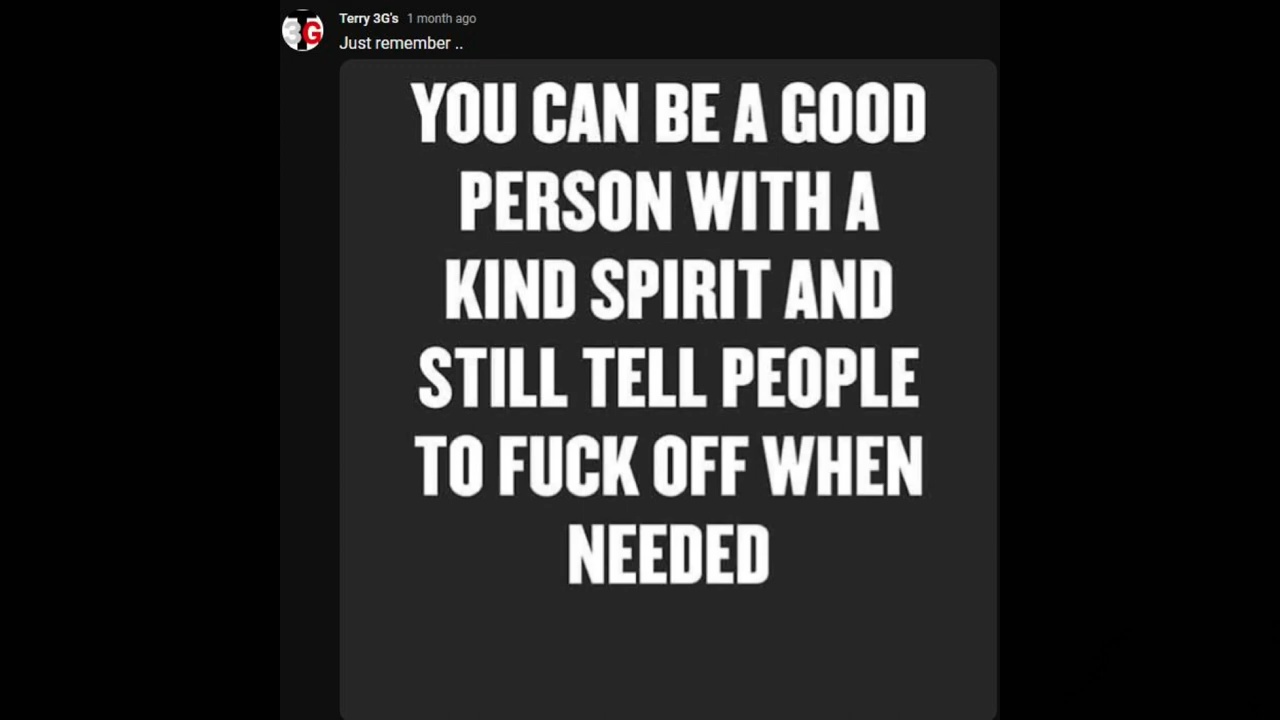 3G
Terry 3G's 1 month ago
Just remember ..
YOU CAN BE A GOOD
PERSON WITH A
KIND SPIRIT AND
STILL TELL PEOPLE
TO FUCK OFF WHEN
NEEDED